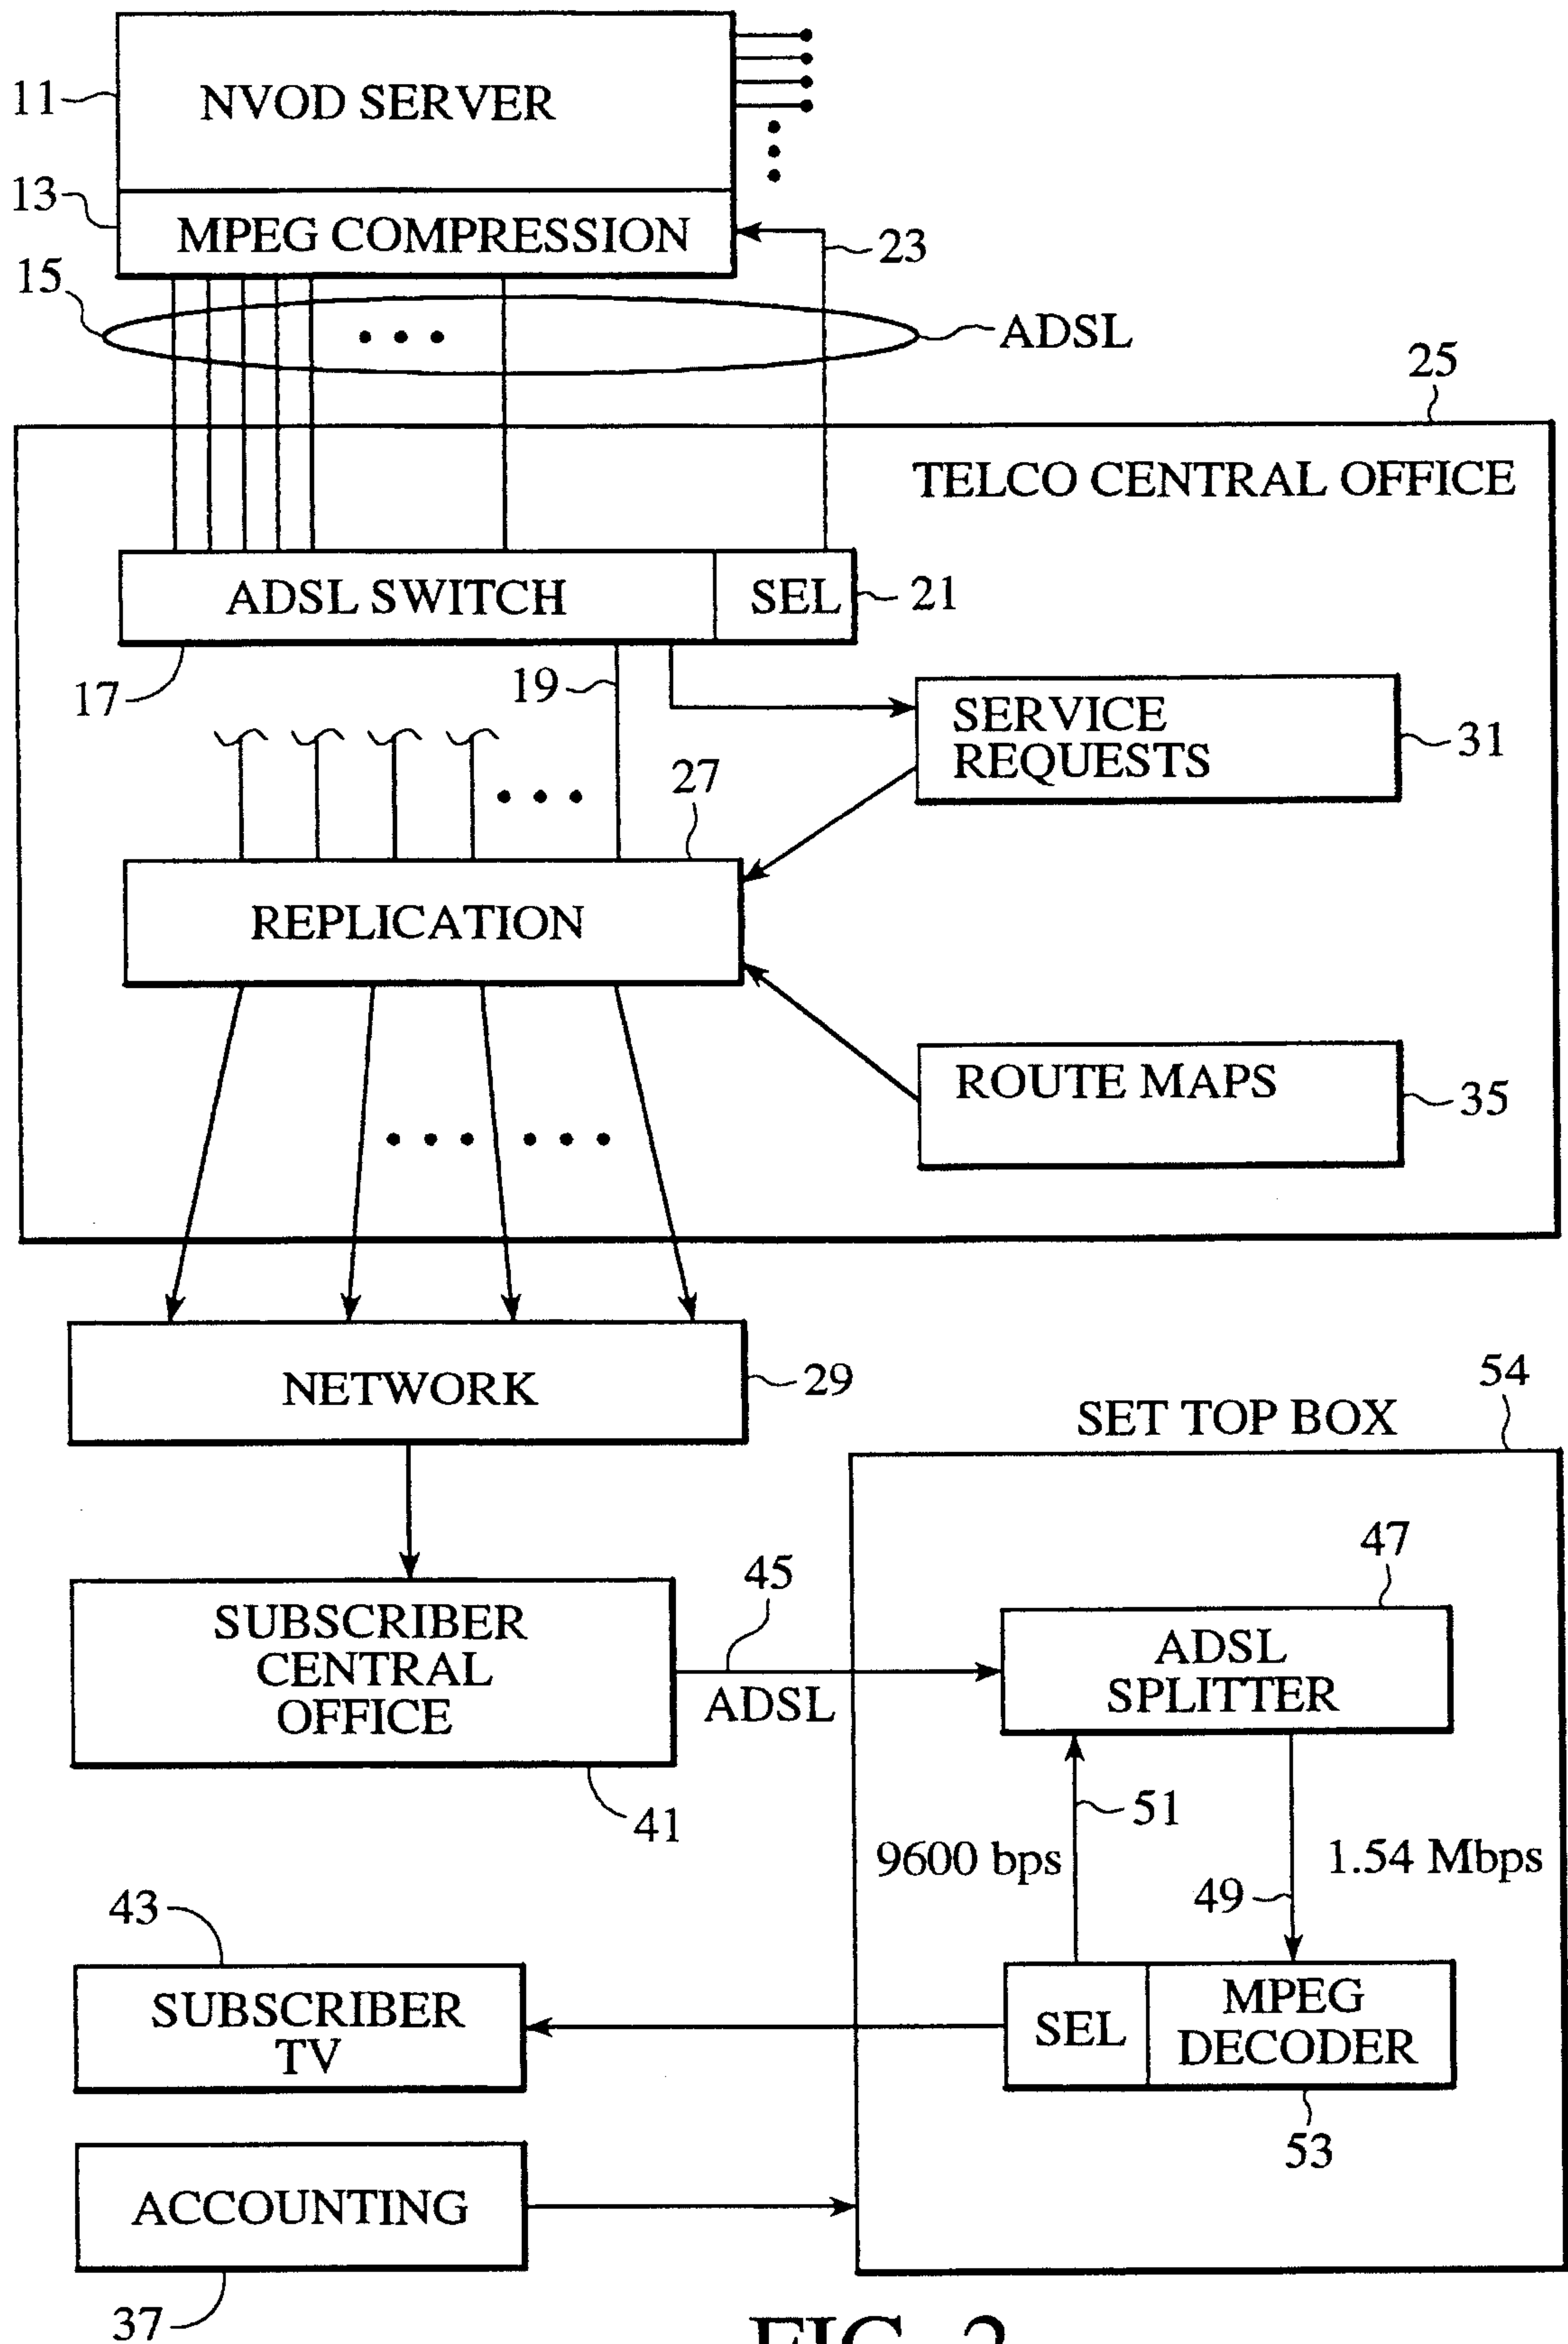 11
NVOD SERVER
13
MPEG COMPRESSION
23
15
ADSL
25
TELCO CENTRAL OFFICE
ADSL SWITCH
SEL
21
17
19
SERVICE
REQUESTS
31
27
REPLICATION
ROUTE MAPS
35
NETWORK
29
54
SET TOP BOX
47
45
SUBSCRIBER
CENTRAL
OFFICE
ADSL
SPLITTER
ADSL
41
51
9600 bps
1.54 Mbps
49
43
SUBSCRIBER
TV
SEL
MPEG
DECODER
53
ACCOUNTING
37
FIG. 2